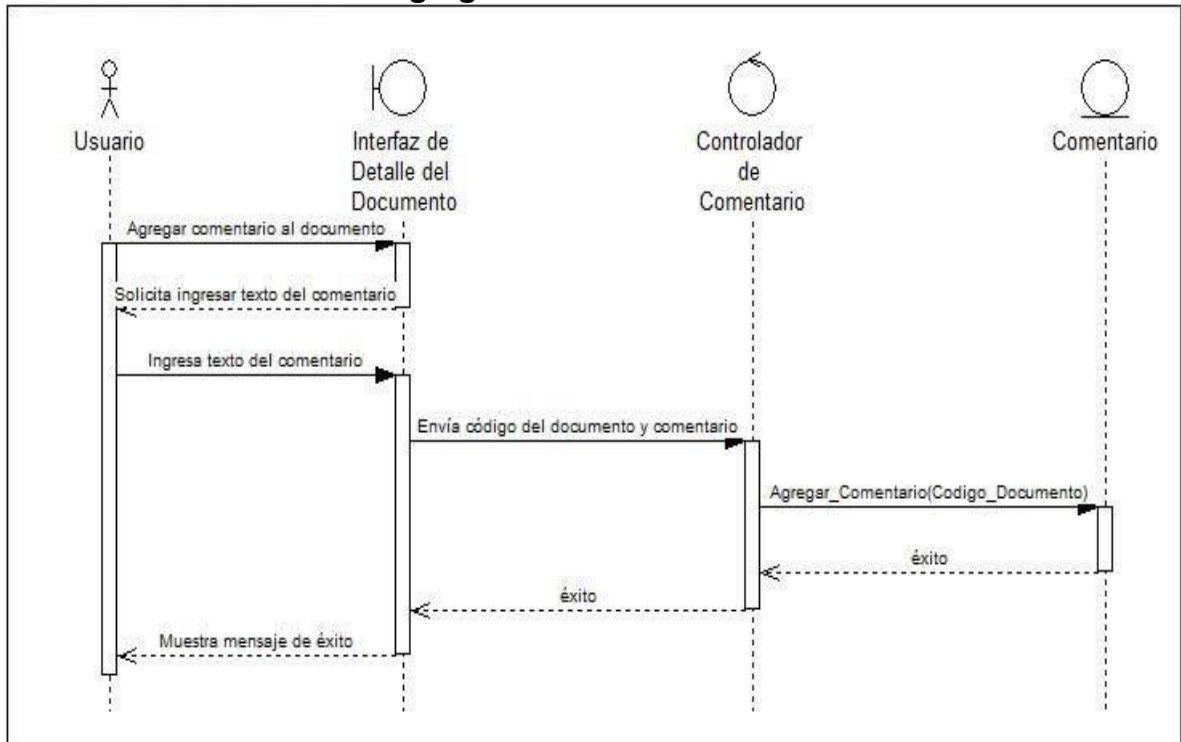 Usuario
Interfaz de
Detalle del
Documento
Controlador
de
Comentario
Comentario
Agregar comentario al documento
Solicita ingresar texto del comentario
Ingresa texto del comentario
Envía código del documento y comentario
Agregar_Comentario(Codigo_Documento)
éxito
éxito
Muestra mensaje de éxito